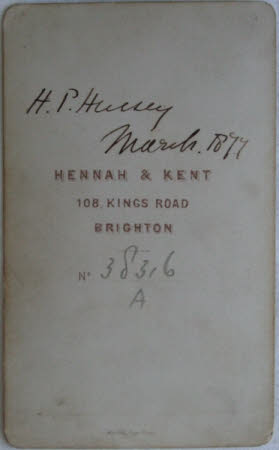 H. P. Hussey
March. 1877
HENNAH & KENT
108, KINGS ROAD
BRIGHTON
No 38316
A